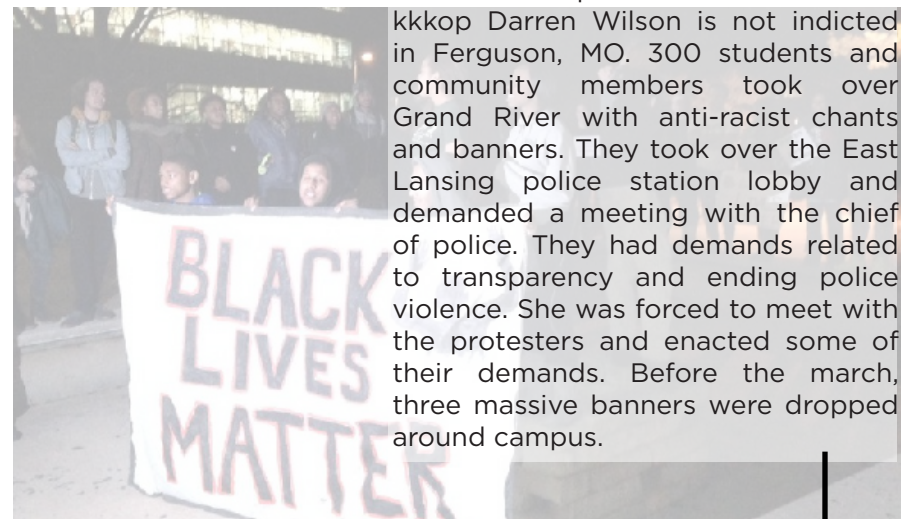 kkkop Darren Wilson is not indicted
in Ferguson, MO. 300 students and
community members took over
Grand River with anti-racist chants
and banners. They took over the East
Lansing police station lobby and
demanded a meeting with the chief
of police. They had demands related
to transparency and ending police
violence. She was forced to meet with
the protesters and enacted some of
their demands. Before the march,
three massive banners were dropped
around campus.
BLACK
LIVES
MATTER